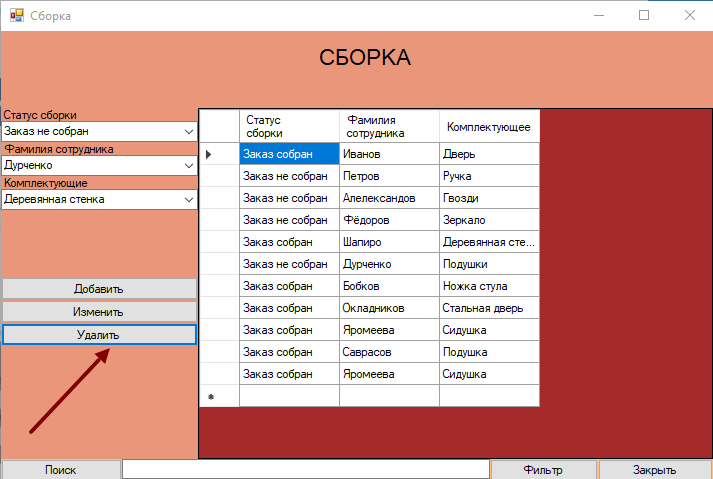 Сборка
СБОРКА
Статус сборки
Заказ не собран
Фамилия сотрудника
Дурченко
Комплектующие
Деревянная стенка
Добавить
Изменить
Удалить
Статус сборки Фамилия сотрудника Комплектующее
Заказ собран Иванов Дверь
Заказ не собран Петров Ручка
Заказ не собран Алелександов Гвозди
Заказ не собран Фёдоров Зеркало
Заказ собран Шапиро Деревянная сте...
Заказ не собран Дурченко Подушки
Заказ собран Бобков Ножка стула
Заказ собран Окладников Стальная дверь
Заказ собран Яромеева Сидушка
Заказ собран Саврасов Подушка
Заказ собран Яромеева Сидушка
Поиск Фильтр Закрыть